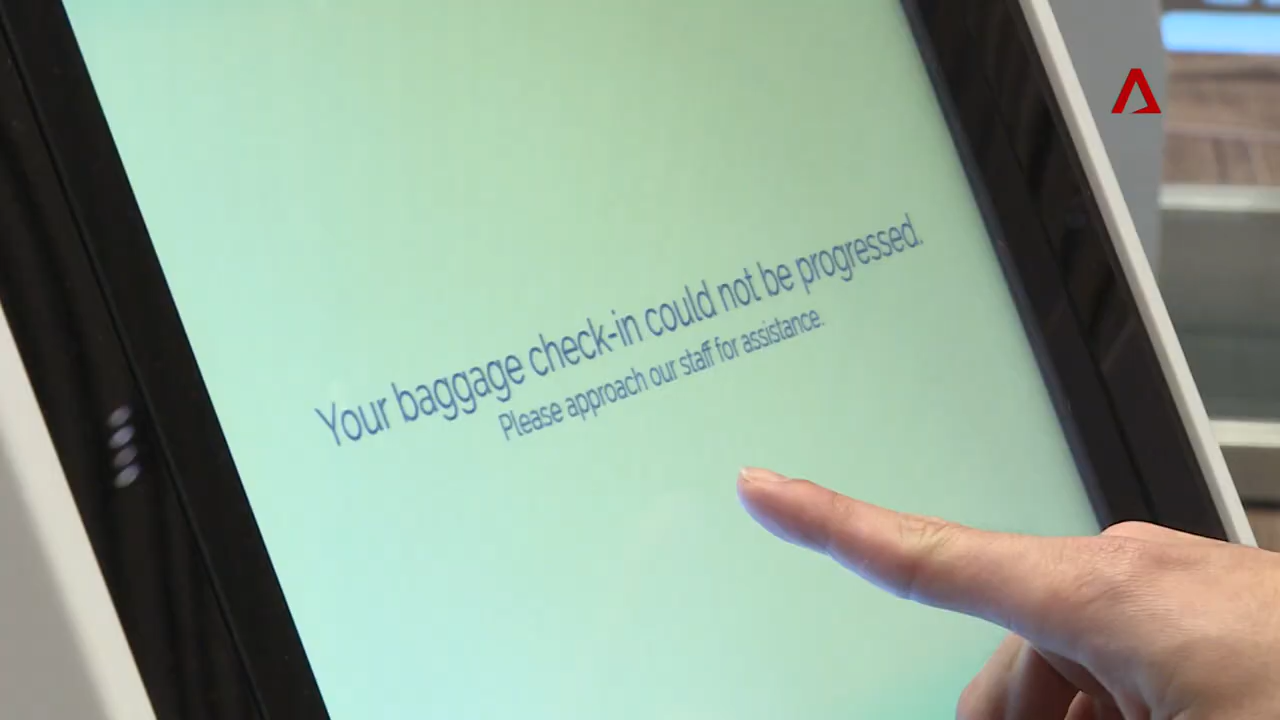 Your baggage check-in could not be progressed.
Please approach our staff for assistance.